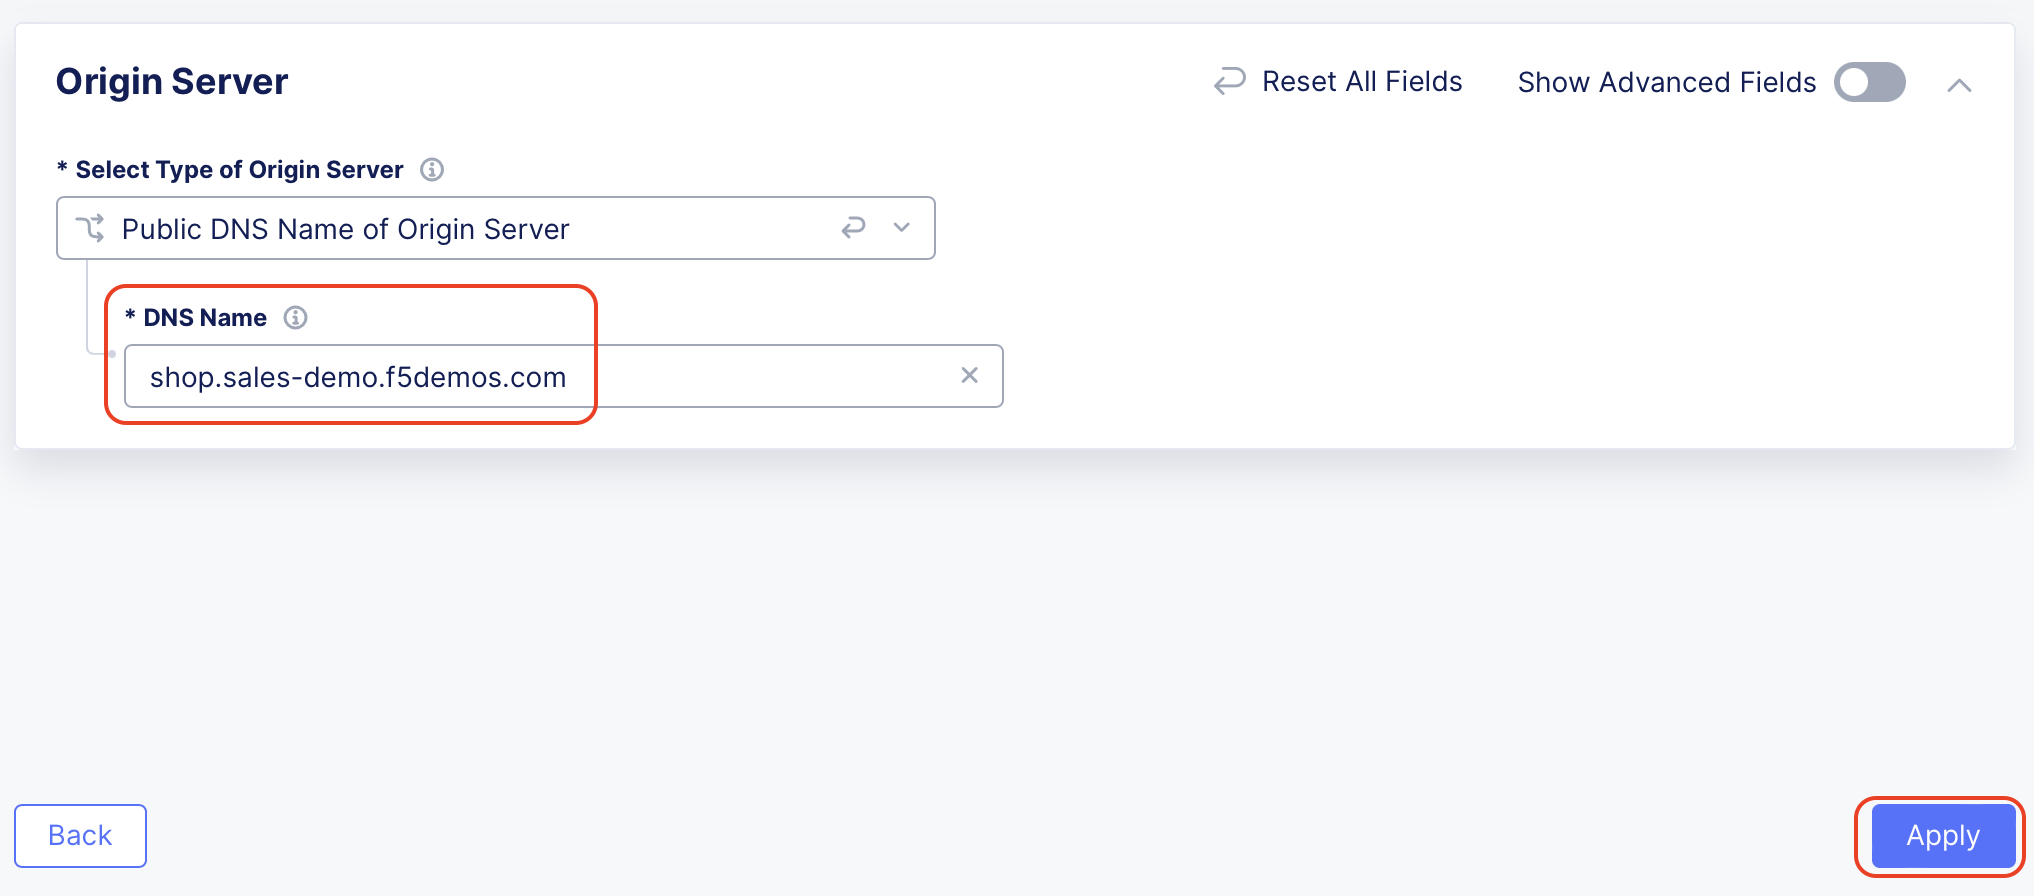 Origin Server
Reset All Fields
Show Advanced Fields
* Select Type of Origin Server
Public DNS Name of Origin Server
* DNS Name
shop.sales-demo.f5demos.com
Back
Apply